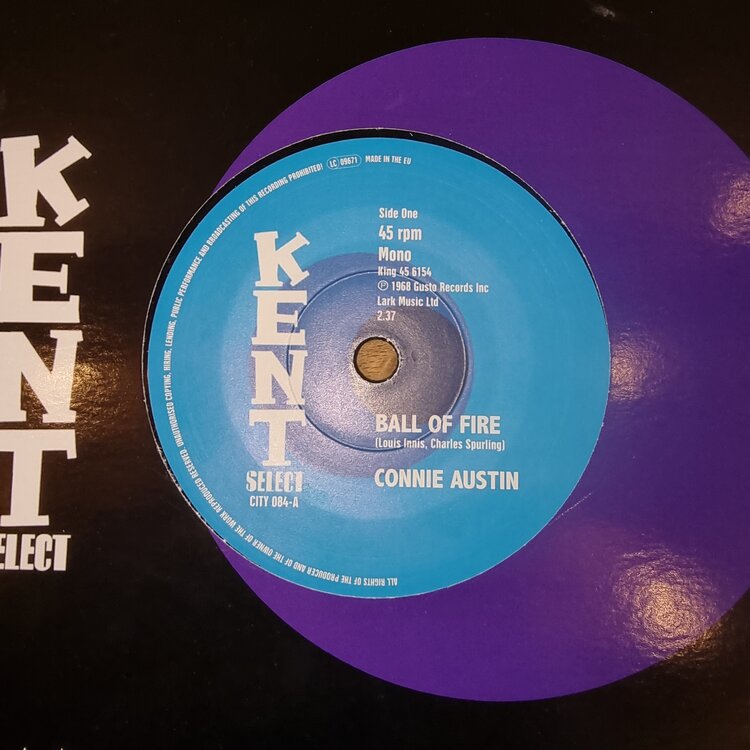 KENT
SELECT
UNAUTHORISED COPYING, HIRING, LENDING, PUBLIC PERFORMANCE AND BROADCASTING OF THIS RECORDING PROHIBITED! LC 09671 MADE IN THE EU
Side One
45 rpm
Mono
King 45 6154
℗ 1968 Gusto Records Inc
Lark Music Ltd
2.37
KENT
SELECT
CITY 084-A
BALL OF FIRE
(Louis Innis, Charles Spurling)
CONNIE AUSTIN
ALL RIGHTS OF THE PRODUCER AND OF THE OWNER OF THE WORK REPRODUCED RESERVED.